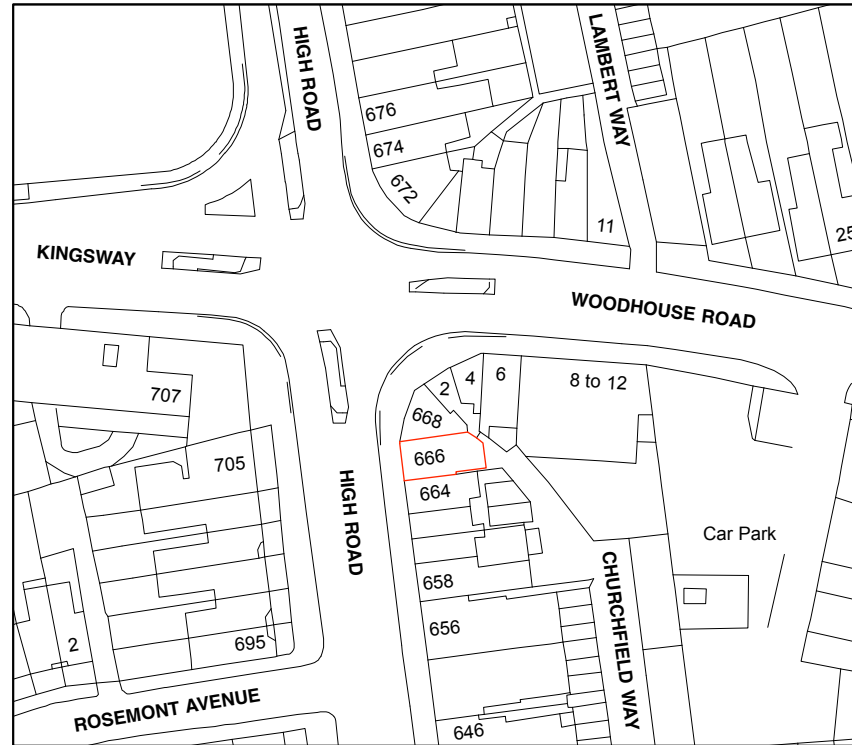 HIGH ROAD
LAMBERT WAY
676
674
672
11
25
KINGSWAY
WOODHOUSE ROAD
707
2
4
6
8 to 12
668
705
666
664
HIGH ROAD
Car Park
658
CHURCHFIELD WAY
656
2
695
ROSEMONT AVENUE
646